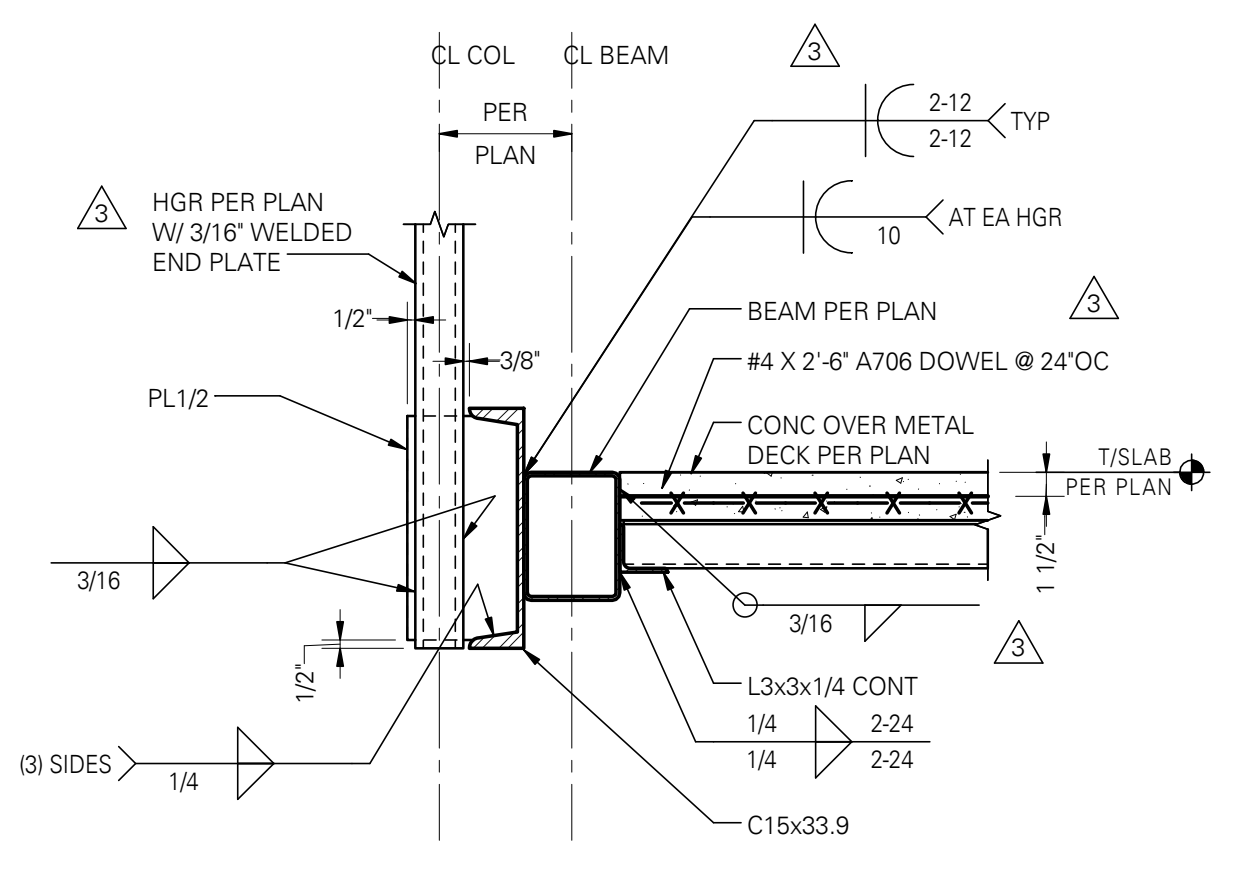 CL COL
CL BEAM
3
2-12
2-12
TYP
PER
PLAN
3
HGR PER PLAN
W/ 3/16" WELDED
END PLATE
10
AT EA HGR
1/2"
3/8"
BEAM PER PLAN
3
#4 X 2'-6" A706 DOWEL @ 24"OC
PL1/2
CONC OVER METAL
DECK PER PLAN
T/SLAB
PER PLAN
1 1/2"
3/16
3/16
3
1/2"
L3x3x1/4 CONT
1/4
2-24
1/4
2-24
(3) SIDES
1/4
C15x33.9